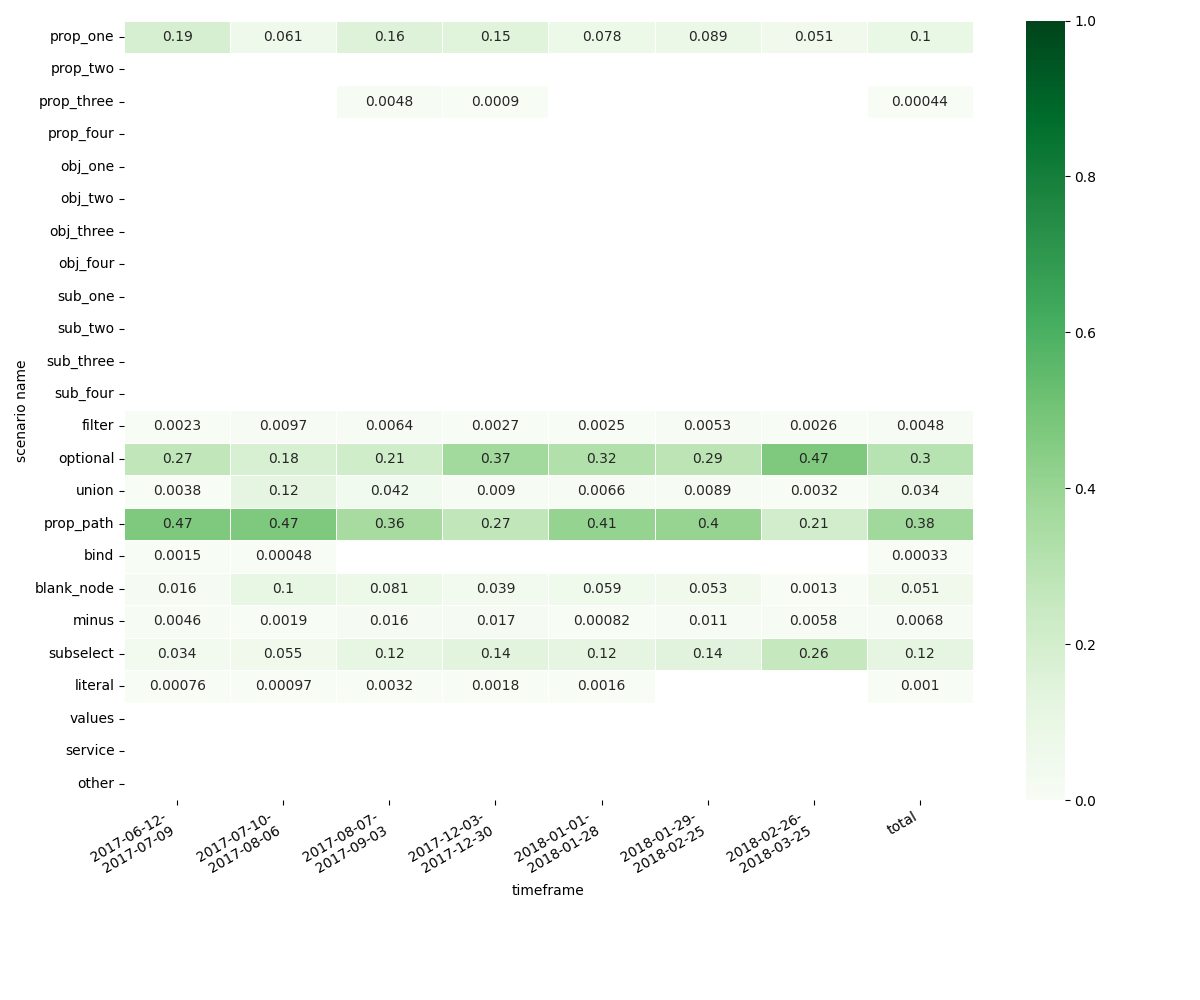 prop_one 0.19 0.061 0.16 0.15 0.078 0.089 0.051 0.1
prop_two
prop_three 0.0048 0.0009 0.00044
prop_four
obj_one
obj_two
obj_three
obj_four
sub_one
sub_two
sub_three
sub_four
filter 0.0023 0.0097 0.0064 0.0027 0.0025 0.0053 0.0026 0.0048
optional 0.27 0.18 0.21 0.37 0.32 0.29 0.47 0.3
union 0.0038 0.12 0.042 0.009 0.0066 0.0089 0.0032 0.034
prop_path 0.47 0.47 0.36 0.27 0.41 0.4 0.21 0.38
bind 0.0015 0.00048 0.00033
blank_node 0.016 0.1 0.081 0.039 0.059 0.053 0.0013 0.051
minus 0.0046 0.0019 0.016 0.017 0.00082 0.011 0.0058 0.0068
subselect 0.034 0.055 0.12 0.14 0.12 0.14 0.26 0.12
literal 0.00076 0.00097 0.0032 0.0018 0.0016 0.001
values
service
other
scenario name
2017-06-12-
2017-07-09
2017-07-10-
2017-08-06
2017-08-07-
2017-09-03
2017-12-03-
2017-12-30
2018-01-01-
2018-01-28
2018-01-29-
2018-02-25
2018-02-26-
2018-03-25
total
timeframe
1.0
0.8
0.6
0.4
0.2
0.0